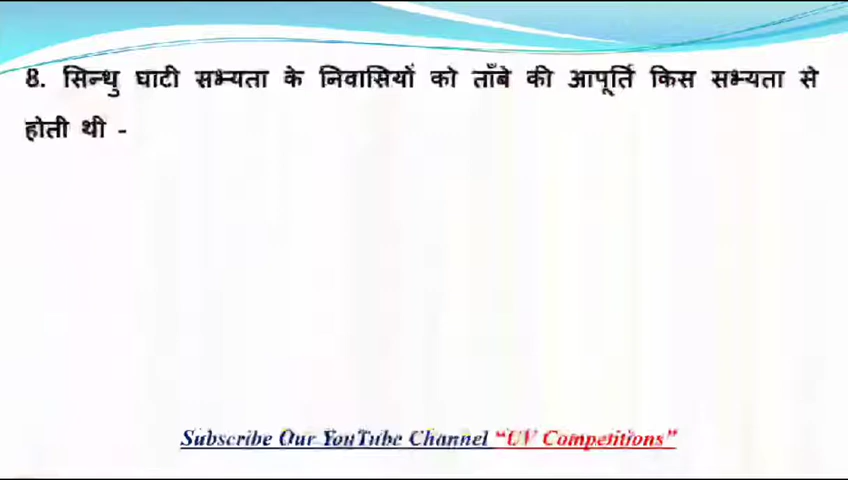 8. सिन्धु घाटी सभ्यता के निवासियों को ताँबे की आपूर्ति किस सभ्यता से
होती थी -
Subscribe Our YouTube Channel “UV Competitions”